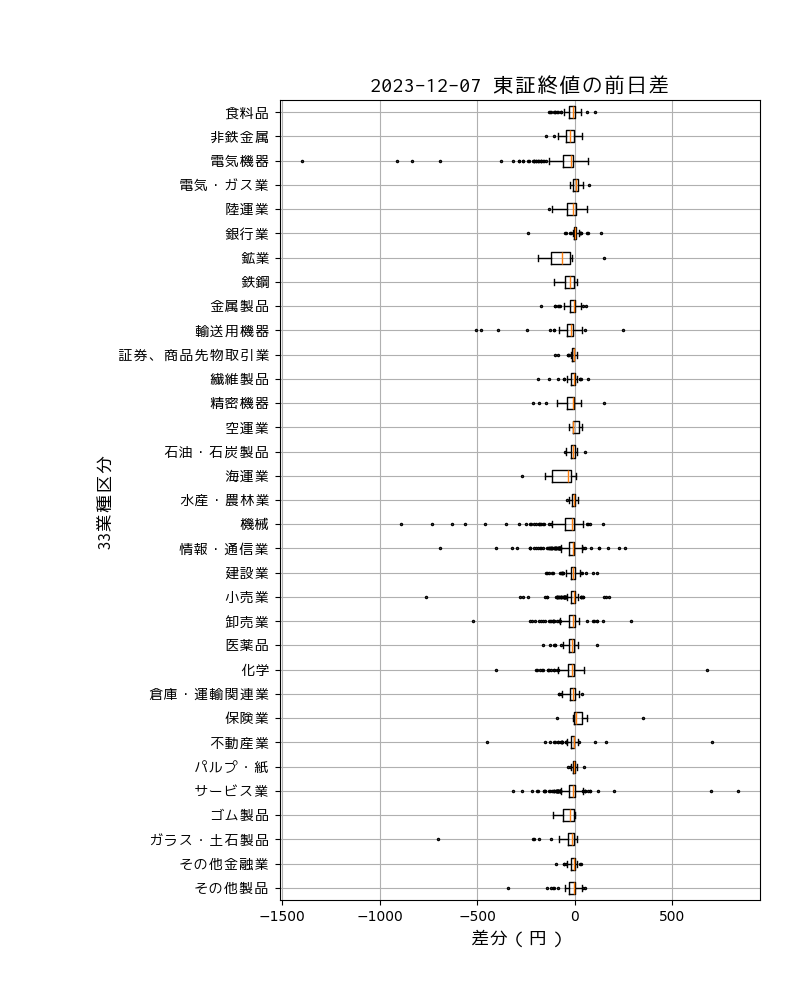 2023-12-07 東証終値の前日差
食料品
非鉄金属
電気機器
電気・ガス業
陸運業
銀行業
鉱業
鉄鋼
金属製品
輸送用機器
証券、商品先物取引業
繊維製品
精密機器
空運業
石油・石炭製品
海運業
水産・農林業
機械
情報・通信業
建設業
小売業
卸売業
医薬品
化学
倉庫・運輸関連業
保険業
不動産業
パルプ・紙
サービス業
ゴム製品
ガラス・土石製品
その他金融業
その他製品
33業種区分
−1500 −1000 −500 0 500
差分（円）